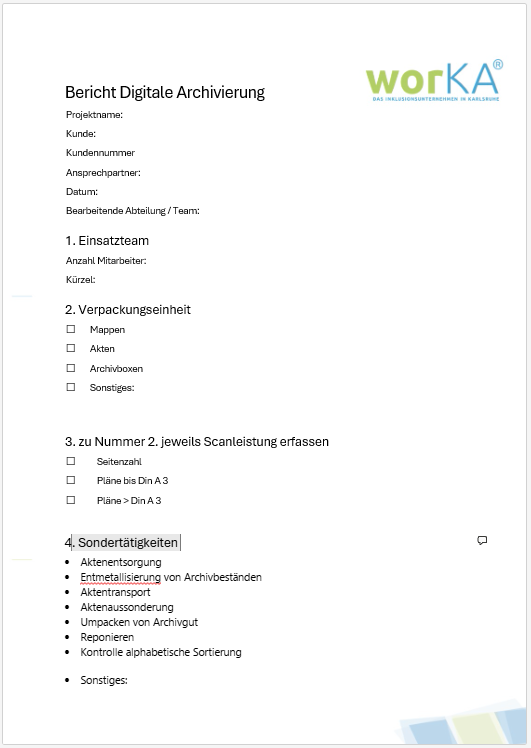 worKA®
DAS INKLUSIONSUNTERNEHMEN IN KARLSRUHE
Bericht Digitale Archivierung
Projektname:
Kunde:
Kundennummer
Ansprechpartner:
Datum:
Bearbeitende Abteilung / Team:
1. Einsatzteam
Anzahl Mitarbeiter:
Kürzel:
2. Verpackungseinheit
☐ Mappen
☐ Akten
☐ Archivboxen
☐ Sonstiges:
3. zu Nummer 2. jeweils Scanleistung erfassen
☐ Seitenzahl
☐ Pläne bis Din A 3
☐ Pläne > Din A 3
4. Sondertätigkeiten
• Aktenentsorgung
• Entmetallisierung von Archivbeständen
• Aktentransport
• Aktenaussonderung
• Umpacken von Archivgut
• Reponieren
• Kontrolle alphabetische Sortierung
• Sonstiges: